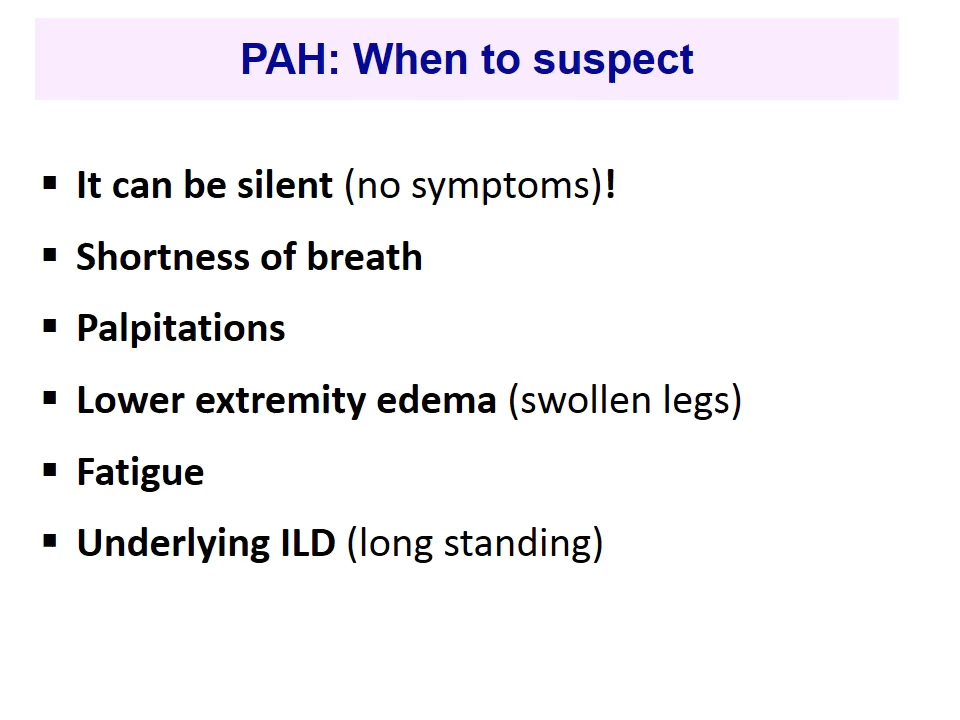 PAH: When to suspect
▪ It can be silent (no symptoms)!
▪ Shortness of breath
▪ Palpitations
▪ Lower extremity edema (swollen legs)
▪ Fatigue
▪ Underlying ILD (long standing)